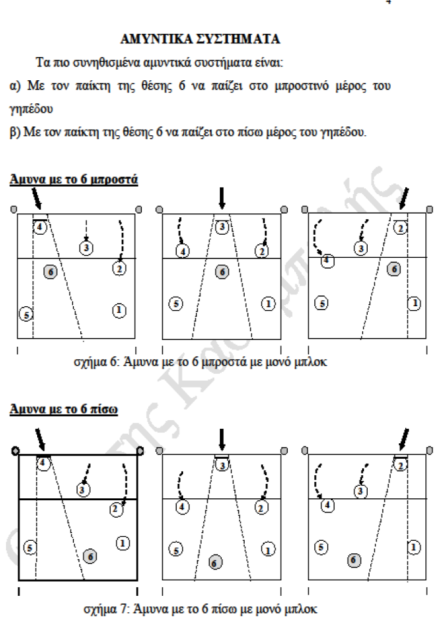 4
ΑΜΥΝΤΙΚΑ ΣΥΣΤΗΜΑΤΑ
Τα πιο συνηθισμένα αμυντικά συστήματα είναι:
α) Με τον παίκτη της θέσης 6 να παίζει στο μπροστινό μέρος του
γηπέδου
β) Με τον παίκτη της θέσης 6 να παίζει στο πίσω μέρος του γηπέδου.
Άμυνα με το 6 μπροστά
4 3 2 6 5 1
3 4 2 6 5 1
2 3 4 6 5 1
σχήμα 6: Άμυνα με το 6 μπροστά με μονό μπλοκ
Άμυνα με το 6 πίσω
4 3 2 5 1 6
3 4 2 5 1 6
2 3 4 5 1 6
σχήμα 7: Άμυνα με το 6 πίσω με μονό μπλοκ
της